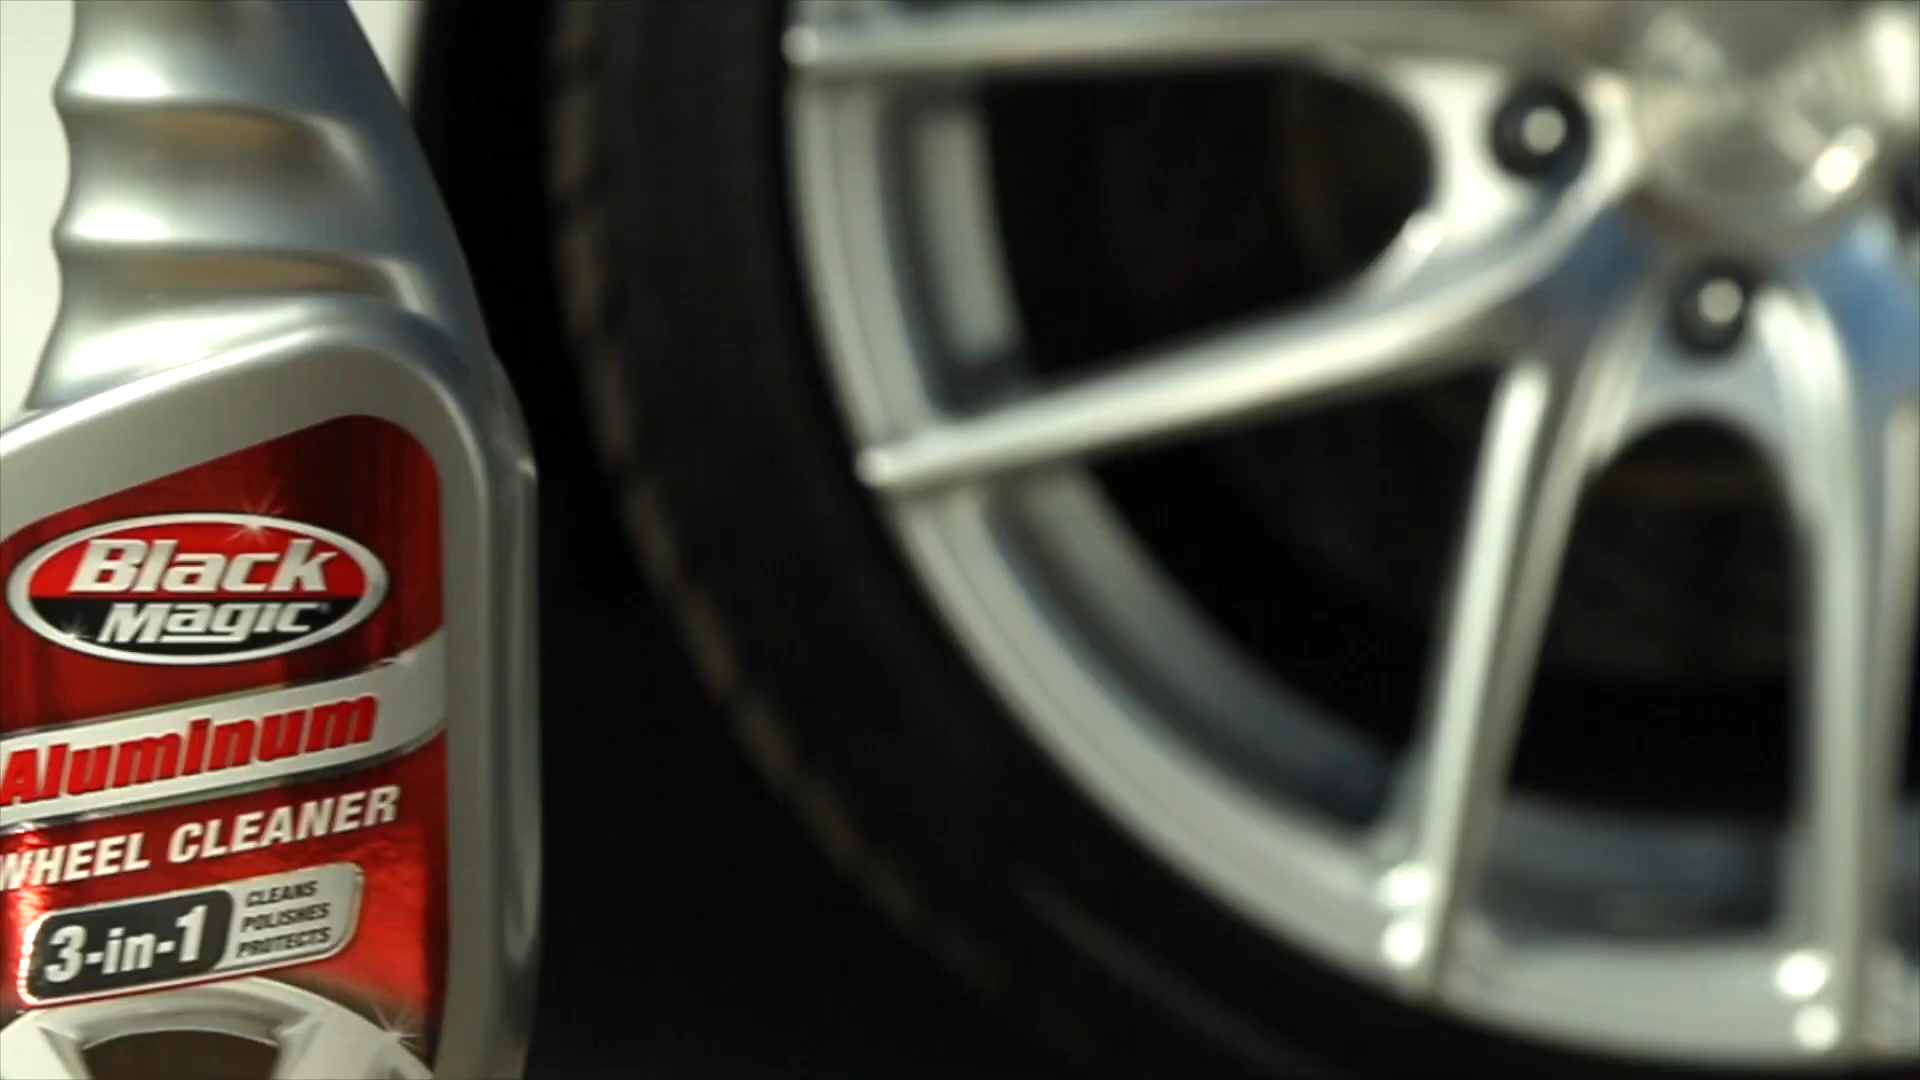 Black
Magic
Aluminum
WHEEL CLEANER
3-in-1
CLEANS
POLISHES
PROTECTS